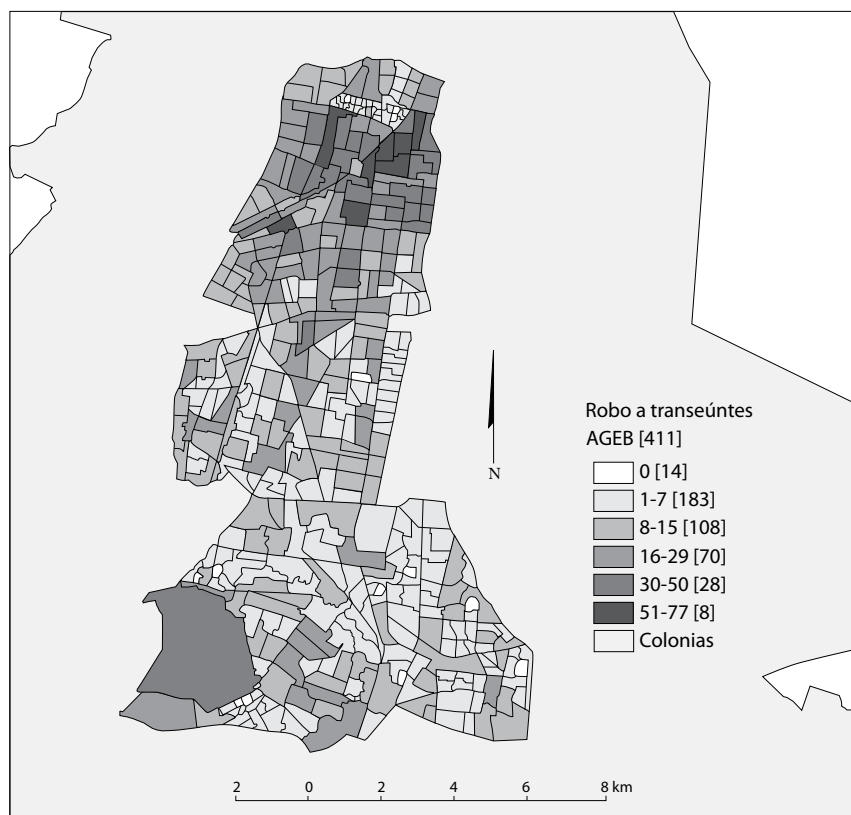 Robo a transeúntes
AGEB [411]
0 [14]
1-7 [183]
8-15 [108]
16-29 [70]
30-50 [28]
51-77 [8]
Colonias
N
2 0 2 4 6 8 km